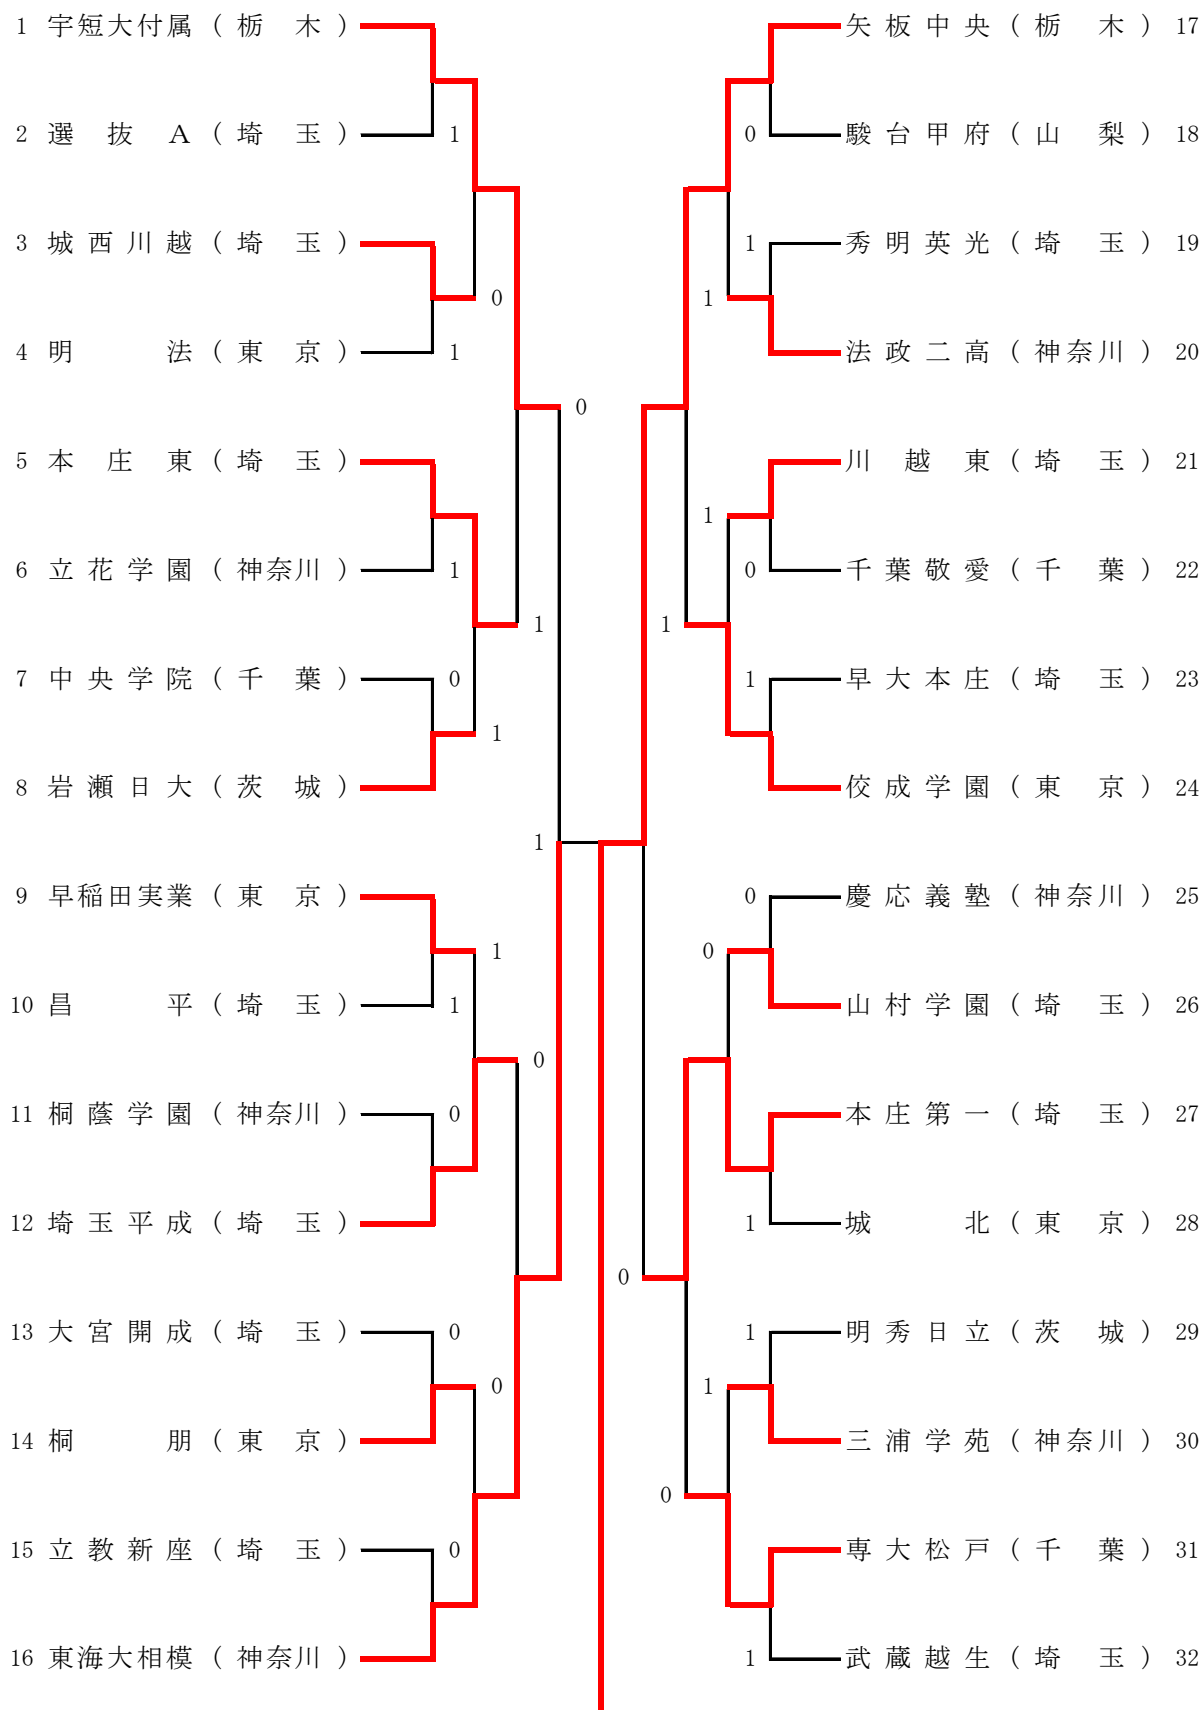 1 宇短大付属（栃　木） 矢板中央（栃　木） 17
2 選抜Ａ（埼　玉） 1 0 駿台甲府（山　梨） 18
3 城西川越（埼　玉） 1 秀明英光（埼　玉） 19
0 1
4 明　法（東　京） 1 法政二高（神奈川） 20
0
5 本庄東（埼　玉） 川越東（埼　玉） 21
1
6 立花学園（神奈川） 1 0 千葉敬愛（千　葉） 22
1 1
7 中央学院（千　葉） 0 1 早大本庄（埼　玉） 23
1
8 岩瀬日大（茨　城） 佼成学園（東　京） 24
1
9 早稲田実業（東　京） 0 慶応義塾（神奈川） 25
1 0
10 昌　平（埼　玉） 1 山村学園（埼　玉） 26
0
11 桐蔭学園（神奈川） 0 本庄第一（埼　玉） 27
12 埼玉平成（埼　玉） 1 城　北（東　京） 28
0
13 大宮開成（埼　玉） 0 1 明秀日立（茨　城） 29
0 1
14 桐　朋（東　京） 三浦学苑（神奈川） 30
0
15 立教新座（埼　玉） 0 専大松戸（千　葉） 31
16 東海大相模（神奈川） 1 武蔵越生（埼　玉） 32